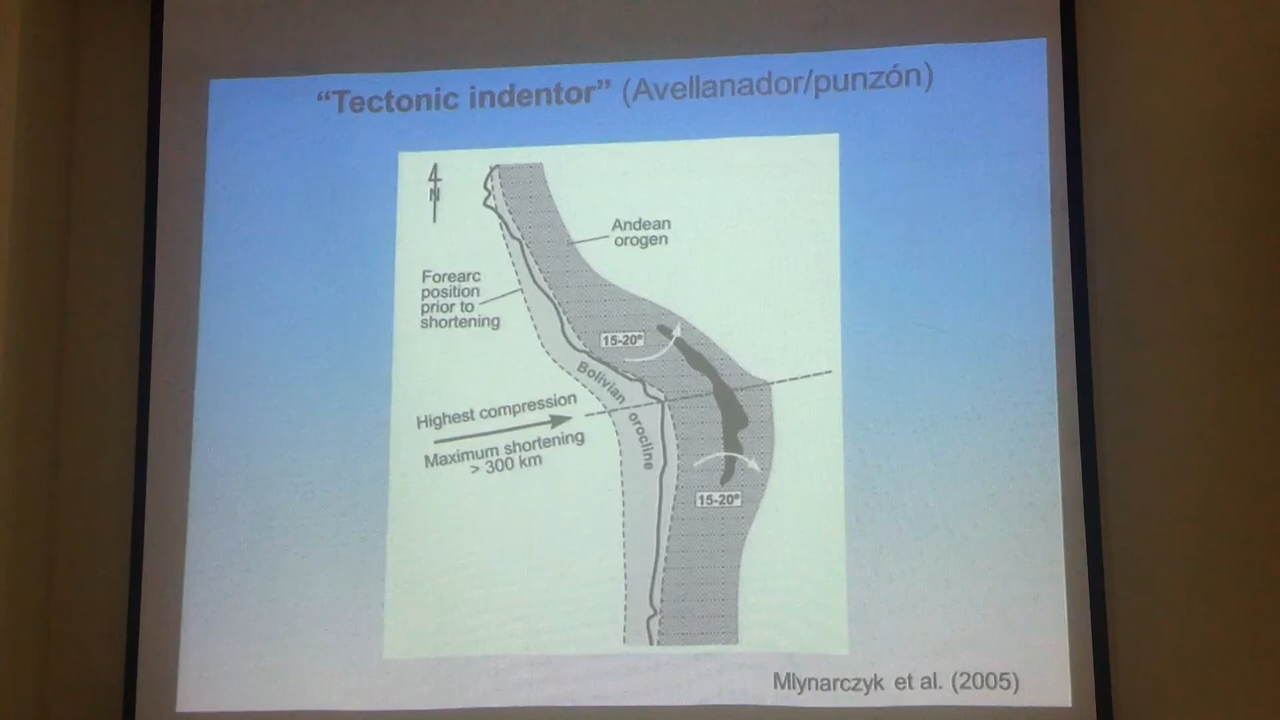 “Tectonic indentor” (Avellanador/punzón)
N
Andean
orogen
Forearc
position
prior to
shortening
15-20°
Bolivian orocline
Highest compression
Maximum shortening
> 300 km
15-20°
Mlynarczyk et al. (2005)